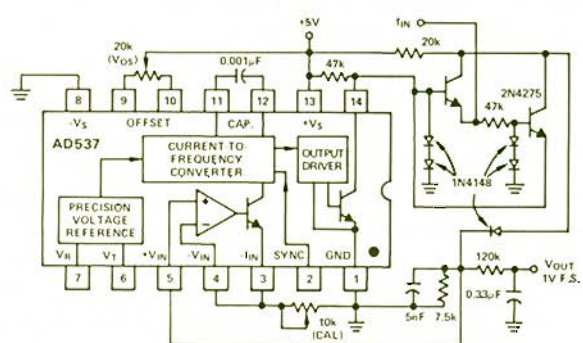 +5V
fIN
20k
(VOS)
0.001µF
47k
20k
2N4275
47k
8
9
10
11
12
13
14
-VS
OFFSET
CAP.
+VS
AD537
CURRENT-TO-
FREQUENCY
CONVERTER
OUTPUT
DRIVER
1N4148
PRECISION
VOLTAGE
REFERENCE
+
-
VR
VT
+VIN
-VIN
-IIN
SYNC
GND
7
6
5
4
3
2
1
10k
(CAL)
5nF
7.5k
120k
0.33µF
VOUT
1V F.S.